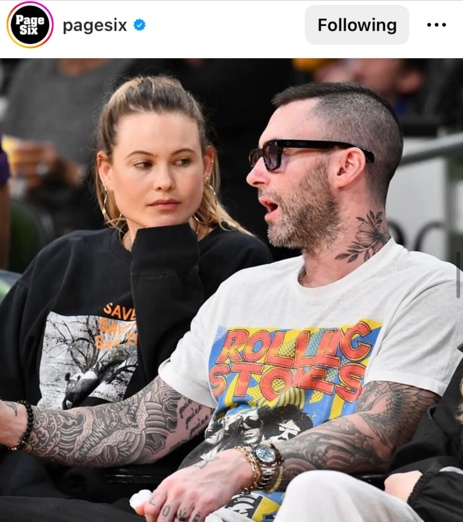 Page
Six
pagesix
Following
SAVE
ROLLING
STONES